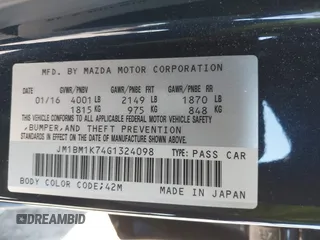 MFD. BY MAZDA MOTOR CORPORATION
GVWR/PNBV GAWR/PNBE FRT GAWR/PNBE RR
01/16 4001 LB 2149 LB 1870 LB
1815 KG 975 KG 848 KG
THIS VEHICLE CONFORMS TO ALL APPLICABLE FEDERAL
MOTOR VEHICLE SAFETY STANDARDS IN EFFECT
ON THE DATE OF MANUFACTURE SHOWN ABOVE.
BUMPER, AND THEFT PREVENTION
JM1BM1K74G1324098 TYPE: PASS CAR
BODY COLOR CODE;42M
MADE IN JAPAN
DREAMBID